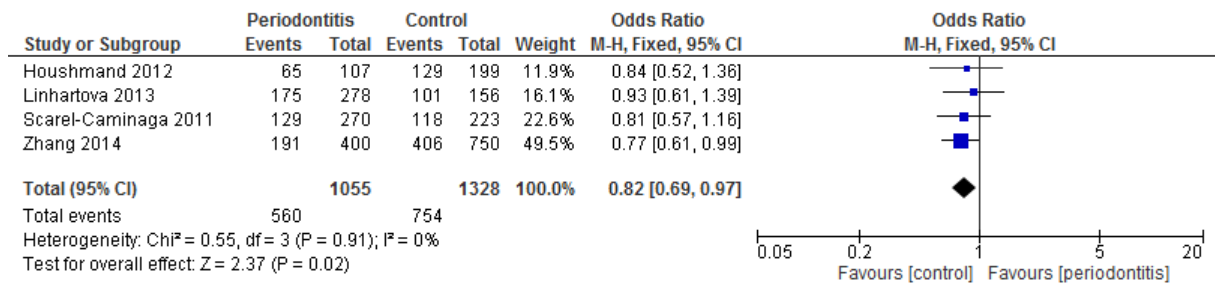 Periodontitis Control Odds Ratio Odds Ratio
Study or Subgroup Events Total Events Total Weight M-H, Fixed, 95% CI M-H, Fixed, 95% CI
Houshmand 2012 65 107 129 199 11.9% 0.84 [0.52, 1.36]
Linhartova 2013 175 278 101 156 16.1% 0.93 [0.61, 1.39]
Scarel-Caminaga 2011 129 270 118 223 22.6% 0.81 [0.57, 1.16]
Zhang 2014 191 400 406 750 49.5% 0.77 [0.61, 0.99]
Total (95% CI) 1055 1328 100.0% 0.82 [0.69, 0.97]
Total events 560 754
Heterogeneity: Chi² = 0.55, df = 3 (P = 0.91); I² = 0%
Test for overall effect: Z = 2.37 (P = 0.02)
0.05 0.2 1 5 20
Favours [control] Favours [periodontitis]